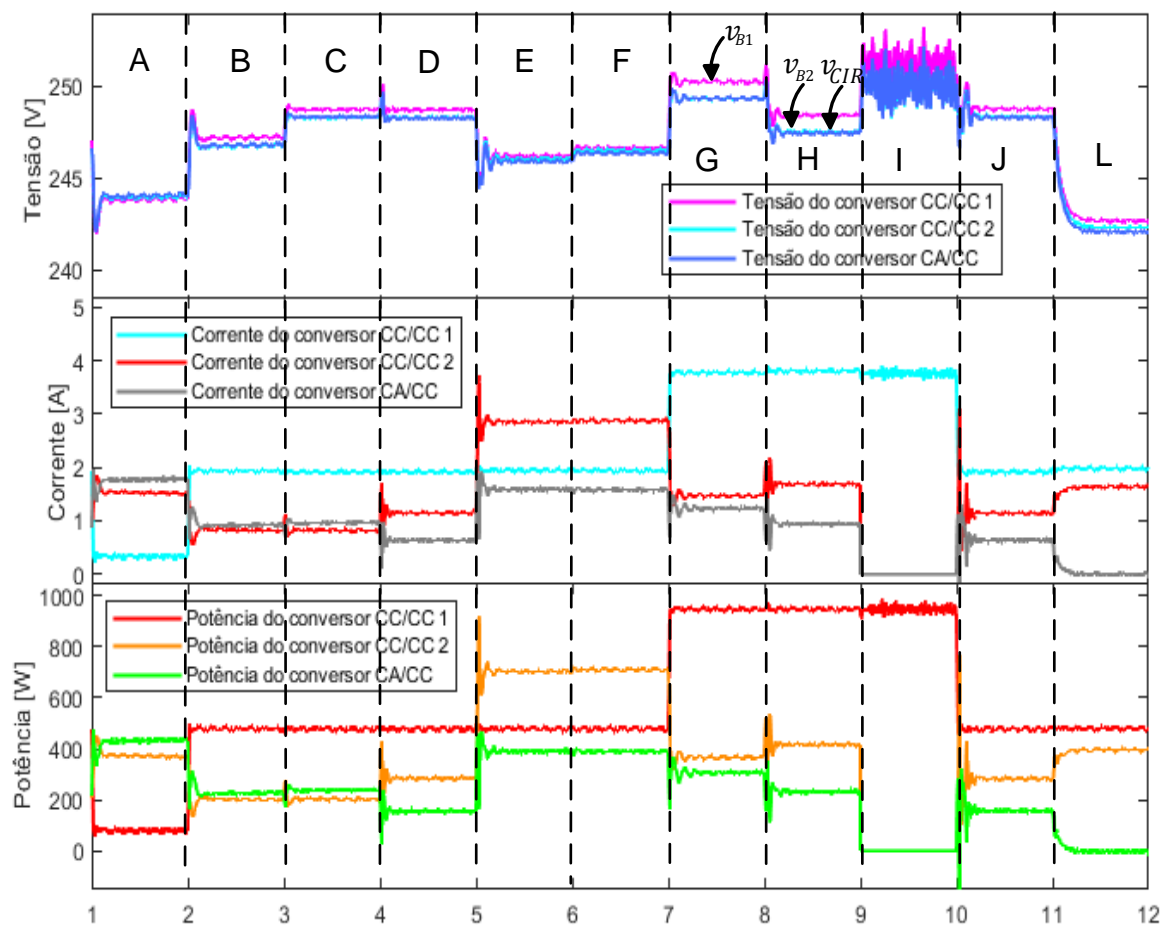 A B C D E F G H I J L
v_B1
v_B2 v_CIR
Tensão [V]
250
245
240
Tensão do conversor CC/CC 1
Tensão do conversor CC/CC 2
Tensão do conversor CA/CC
Corrente [A]
5
4
3
2
1
0
Corrente do conversor CC/CC 1
Corrente do conversor CC/CC 2
Corrente do conversor CA/CC
Potência [W]
1000
800
600
400
200
0
Potência do conversor CC/CC 1
Potência do conversor CC/CC 2
Potência do conversor CA/CC
1 2 3 4 5 6 7 8 9 10 11 12